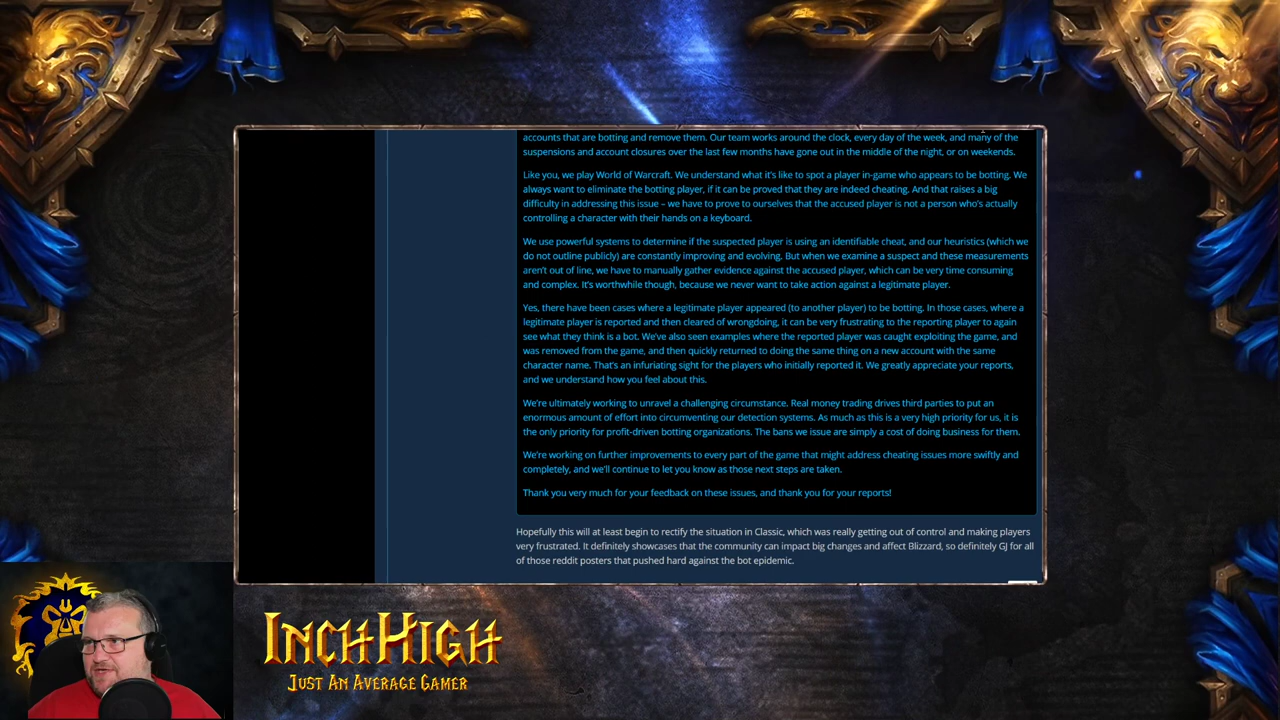 accounts that are botting and remove them. Our team works around the clock, every day of the week, and many of the
suspensions and account closures over the last few months have gone out in the middle of the night, or on weekends.
Like you, we play World of Warcraft. We understand what it's like to spot a player in-game who appears to be botting. We
always want to eliminate the botting player, if it can be proved that they are indeed cheating. And that raises a big
difficulty in addressing this issue – we have to prove to ourselves that the accused player is not a person who's actually
controlling a character with their hands on a keyboard.
We use powerful systems to determine if the suspected player is using an identifiable cheat, and our heuristics (which we
do not outline publicly) are constantly improving and evolving. But when we examine a suspect and these measurements
aren't out of line, we have to manually gather evidence against the accused player, which can be very time consuming
and complex. It's worthwhile though, because we never want to take action against a legitimate player.
Yes, there have been cases where a legitimate player appeared (to another player) to be botting. In those cases, where a
legitimate player is reported and then cleared of wrongdoing, it can be very frustrating to the reporting player to again
see what they think is a bot. We've also seen examples where the reported player was caught exploiting the game, and
was removed from the game, and then quickly returned to doing the same thing on a new account with the same
character name. That's an infuriating sight for the players who initially reported it. We greatly appreciate your reports,
and we understand how you feel about this.
We're ultimately working to unravel a challenging circumstance. Real money trading drives third parties to put an
enormous amount of effort into circumventing our detection systems. As much as this is a very high priority for us, it is
the only priority for profit-driven botting organizations. The bans we issue are simply a cost of doing business for them.
We're working on further improvements to every part of the game that might address cheating issues more swiftly and
completely, and we'll continue to let you know as those next steps are taken.
Thank you very much for your feedback on these issues, and thank you for your reports!
Hopefully this will at least begin to rectify the situation in Classic, which was really getting out of control and making players
very frustrated. It definitely showcases that the community can impact big changes and affect Blizzard, so definitely GJ for all
of those reddit posters that pushed hard against the bot epidemic.
INCHHIGH
JUST AN AVERAGE GAMER